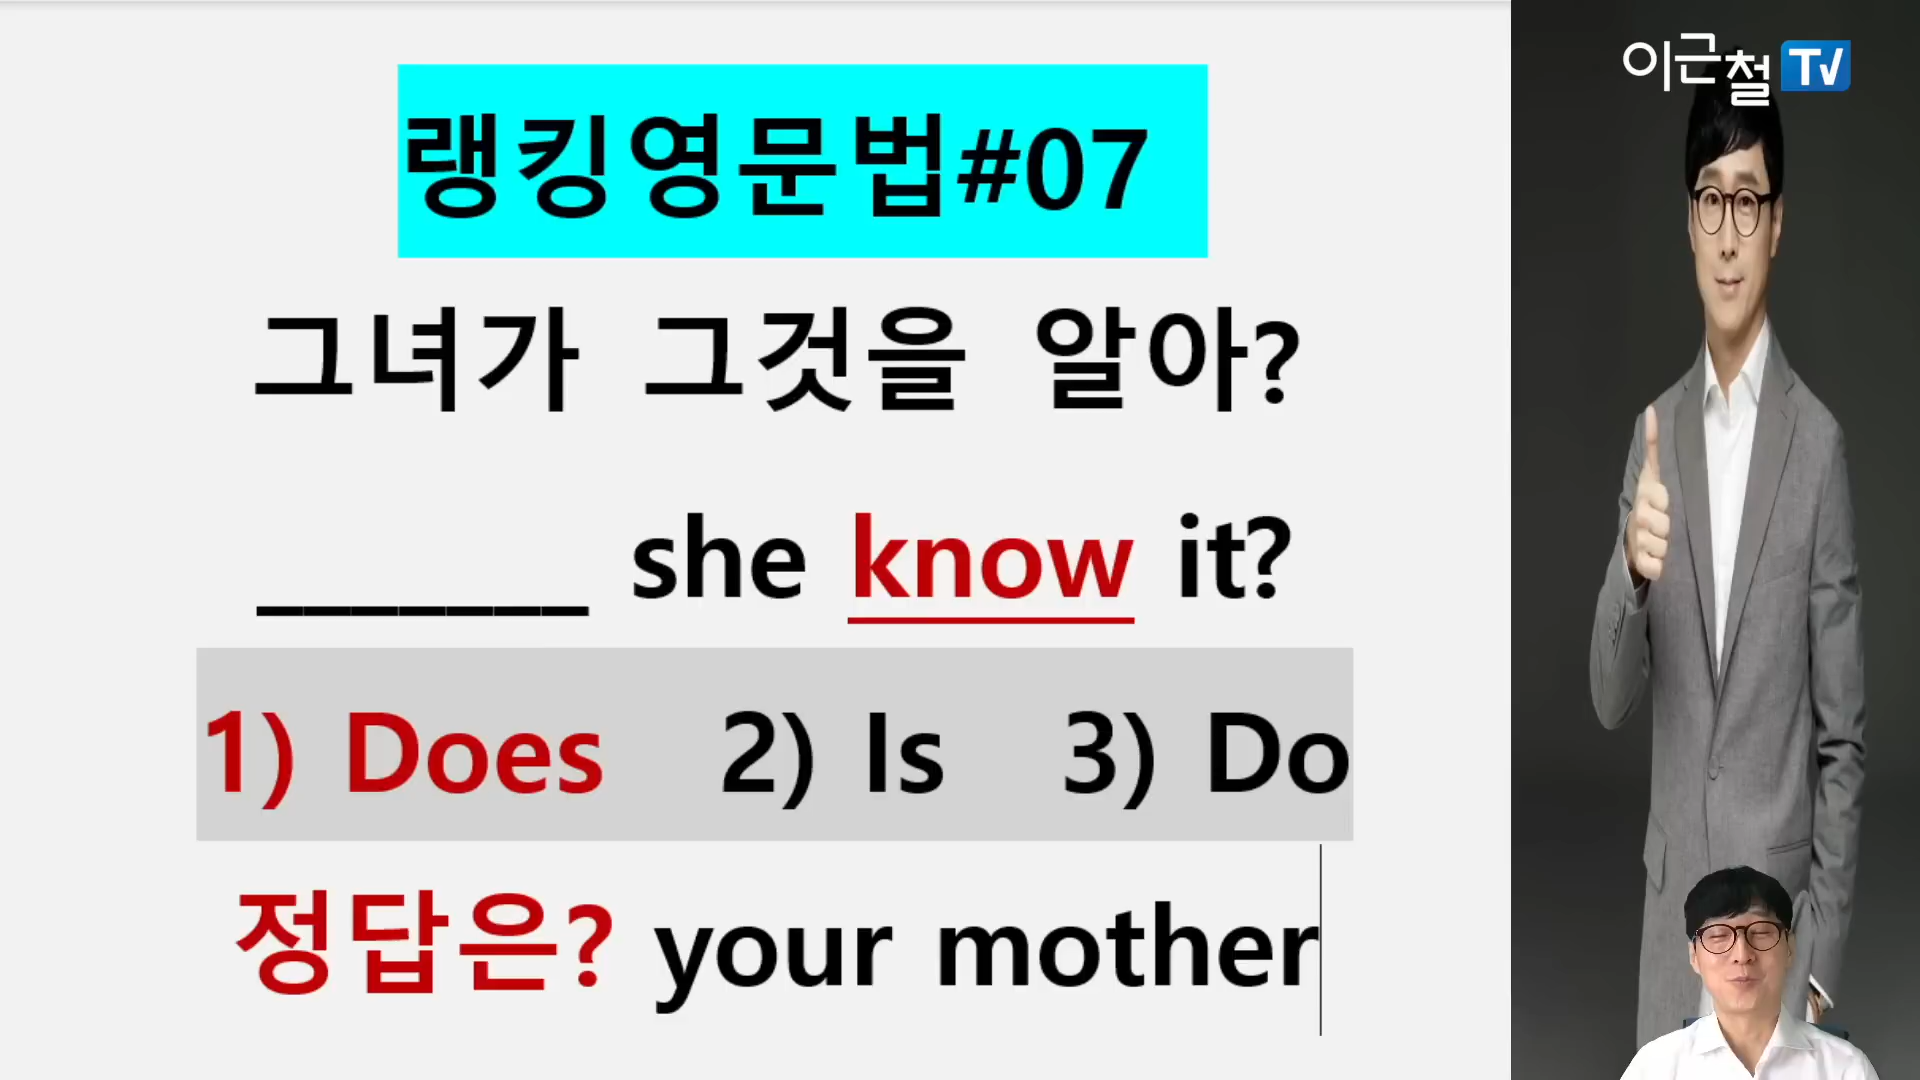 이근철 TV
랭킹영문법#07
그녀가 그것을 알아?
_______ she know it?
1) Does 2) Is 3) Do
정답은? your mother